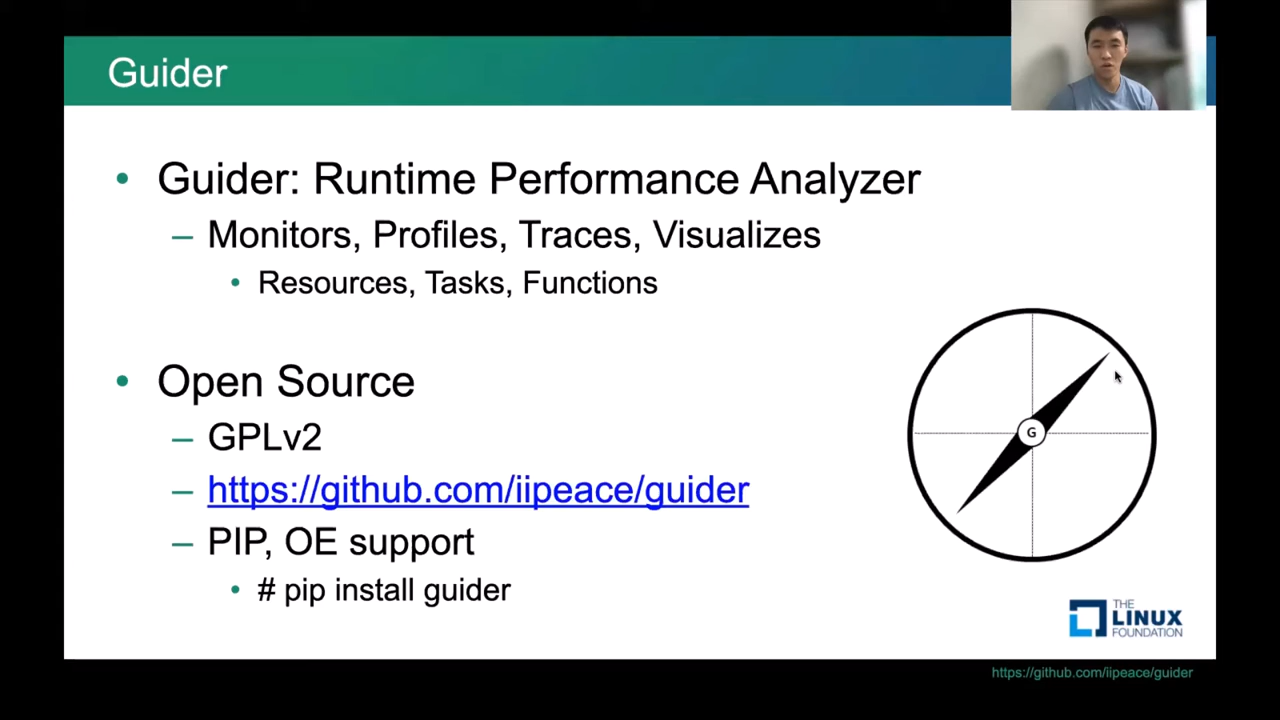 Guider
• Guider: Runtime Performance Analyzer
– Monitors, Profiles, Traces, Visualizes
• Resources, Tasks, Functions
• Open Source
– GPLv2
– https://github.com/iipeace/guider
– PIP, OE support
• # pip install guider
G
THE
LINUX
FOUNDATION
https://github.com/iipeace/guider